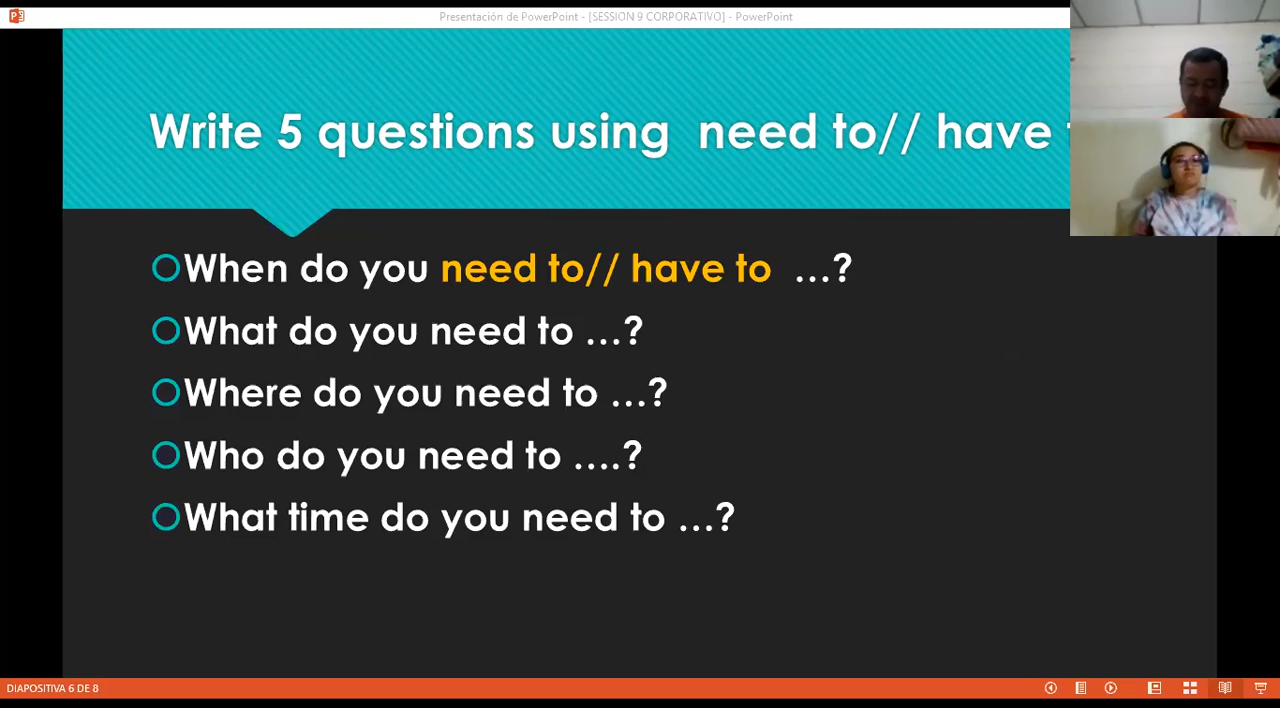 Presentación de PowerPoint - [SESSION 9 CORPORATIVO] - PowerPoint
Write 5 questions using need to// have
When do you need to// have to …?
What do you need to …?
Where do you need to …?
Who do you need to ….?
What time do you need to …?
DIAPOSITIVA 6 DE 8